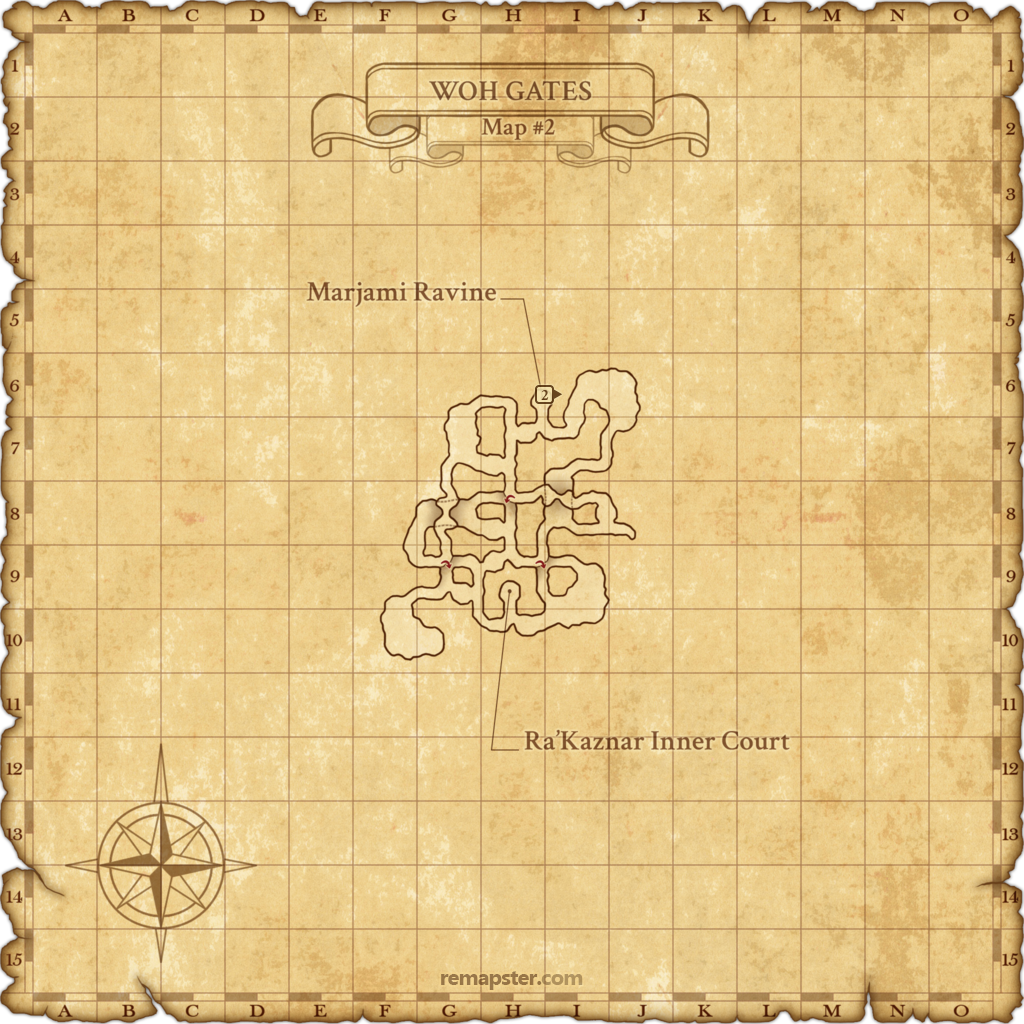 A B C D E F G H I J K L M N O
1 1
WOH GATES
2 Map #2 2
3 3
4 4
Marjami Ravine
5 5
6 2 6
7 7
8 8
9 9
10 10
11 11
Ra'Kaznar Inner Court
12 12
13 13
14 14
15 15
remapster.com
A B C D E F G H I J K L M N O